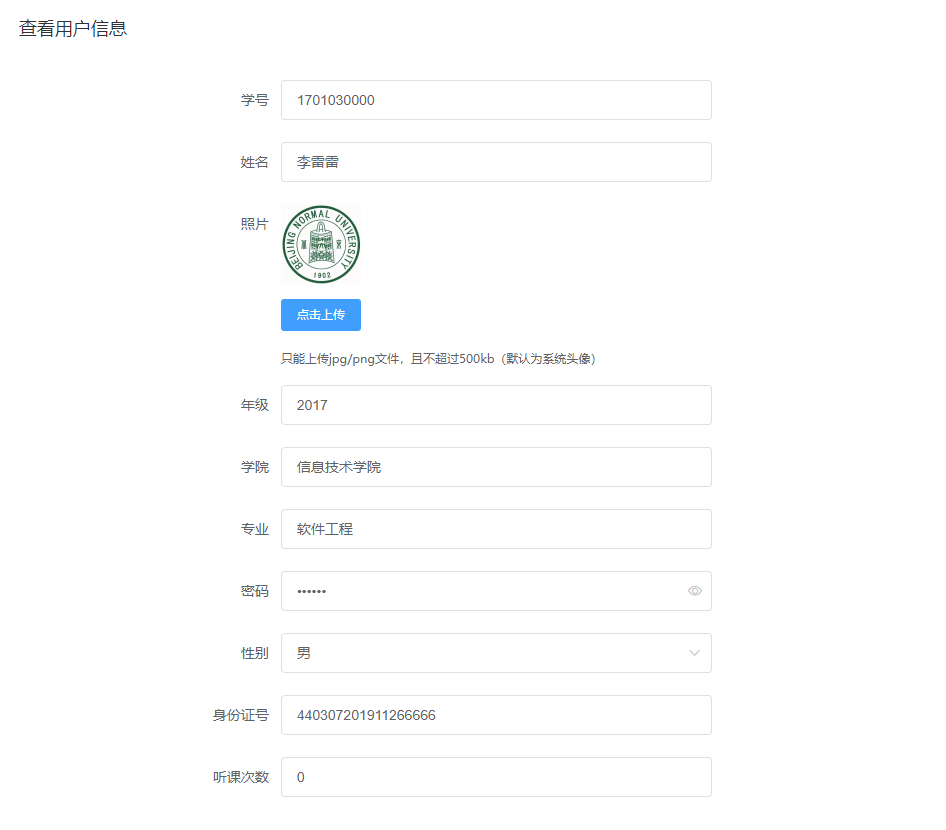 查看用户信息
学号 1701030000
姓名 李雷雷
照片
BEIJING NORMAL UNIVERSITY
1902
点击上传
只能上传jpg/png文件，且不超过500kb（默认为系统头像）
年级 2017
学院 信息技术学院
专业 软件工程
密码 ••••••
性别 男
身份证号 440307201911266666
听课次数 0